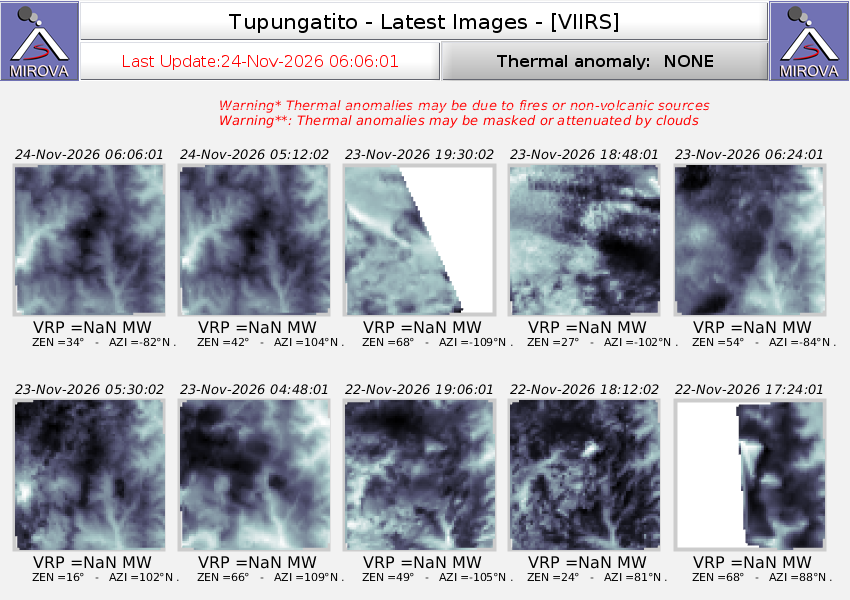 Tupungatito - Latest Images - [VIIRS]
MIROVA
Last Update:24-Nov-2026 06:06:01
Thermal anomaly: NONE
MIROVA
Warning* Thermal anomalies may be due to fires or non-volcanic sources
Warning**: Thermal anomalies may be masked or attenuated by clouds
24-Nov-2026 06:06:01 24-Nov-2026 05:12:02 23-Nov-2026 19:30:02 23-Nov-2026 18:48:01 23-Nov-2026 06:24:01
VRP =NaN MW VRP =NaN MW VRP =NaN MW VRP =NaN MW VRP =NaN MW
ZEN =34° - AZI =-82°N . ZEN =42° - AZI =104°N . ZEN =68° - AZI =-109°N . ZEN =27° - AZI =-102°N . ZEN =54° - AZI =-84°N .
23-Nov-2026 05:30:02 23-Nov-2026 04:48:01 22-Nov-2026 19:06:01 22-Nov-2026 18:12:02 22-Nov-2026 17:24:01
VRP =NaN MW VRP =NaN MW VRP =NaN MW VRP =NaN MW VRP =NaN MW
ZEN =16° - AZI =102°N . ZEN =66° - AZI =109°N . ZEN =49° - AZI =-105°N . ZEN =24° - AZI =81°N . ZEN =68° - AZI =88°N .